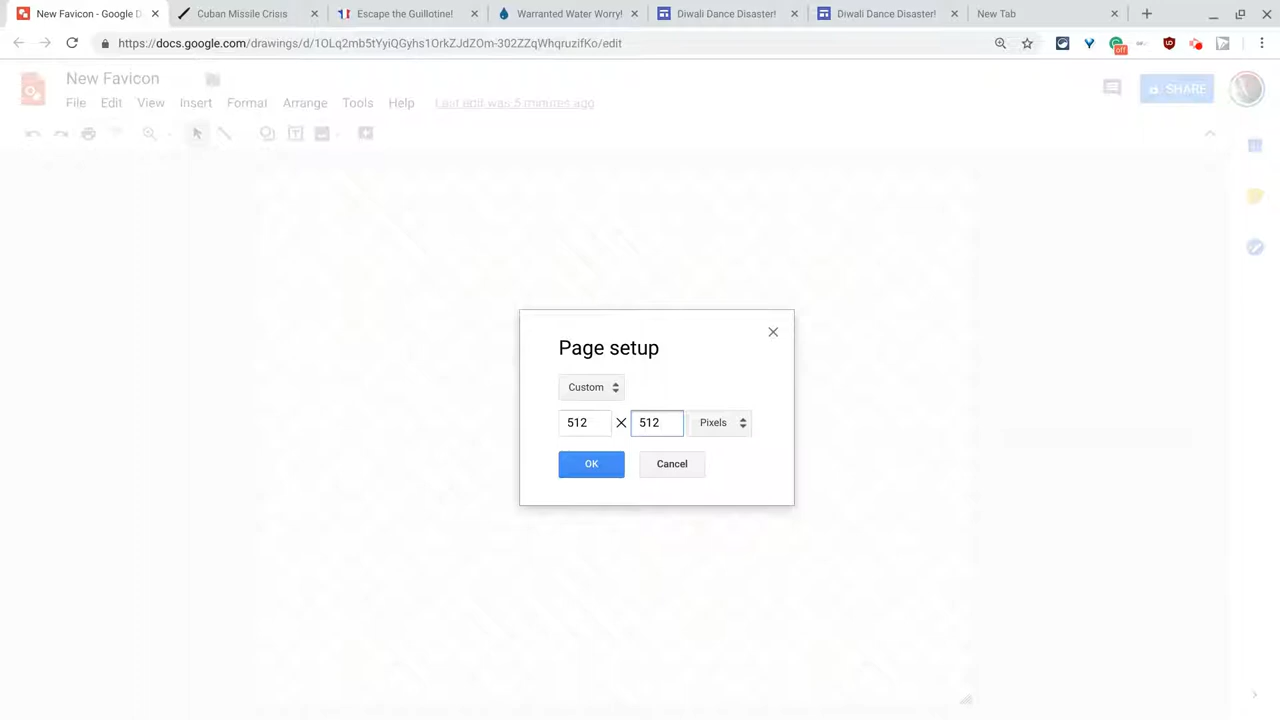 New Favicon - Google D
Cuban Missile Crisis
Escape the Guillotine!
Warranted Water Worry!
Diwali Dance Disaster!
Diwali Dance Disaster!
New Tab
https://docs.google.com/drawings/d/1OLq2mb5tYyiQGyhs1OrkZJdZOm-302ZZqWhqruzifKo/edit
off
New Favicon
SHARE
File Edit View Insert Format Arrange Tools Help Last edit was 5 minutes ago
Page setup
Custom
512 X 512 Pixels
OK Cancel